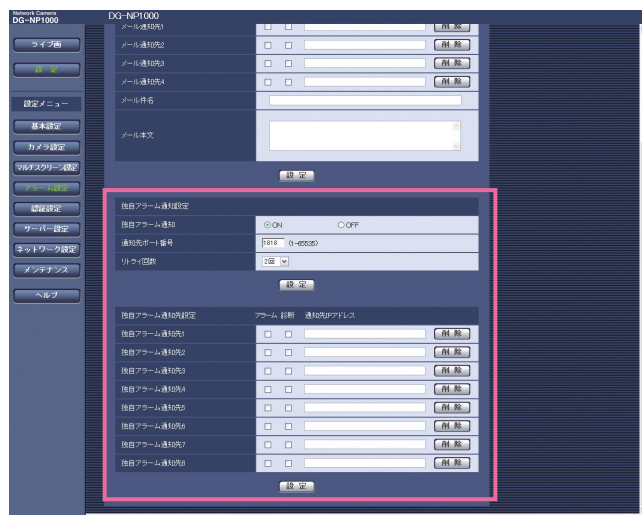 Network Camera
DG-NP1000
DG-NP1000
ライブ画
設 定
設定メニュー
基本設定
カメラ設定
マルチスクリーン設定
アラーム設定
認証設定
サーバー設定
ネットワーク設定
メンテナンス
ヘルプ
メール通知先1 削 除
メール通知先2 削 除
メール通知先3 削 除
メール通知先4 削 除
メール件名
メール本文
設 定
独自アラーム通知設定
独自アラーム通知 ON OFF
通知先ポート番号 1818 (1-65535)
リトライ回数 2回
設 定
独自アラーム通知先設定 アラーム 診断 通知先IPアドレス
独自アラーム通知先1 削 除
独自アラーム通知先2 削 除
独自アラーム通知先3 削 除
独自アラーム通知先4 削 除
独自アラーム通知先5 削 除
独自アラーム通知先6 削 除
独自アラーム通知先7 削 除
独自アラーム通知先8 削 除
設 定